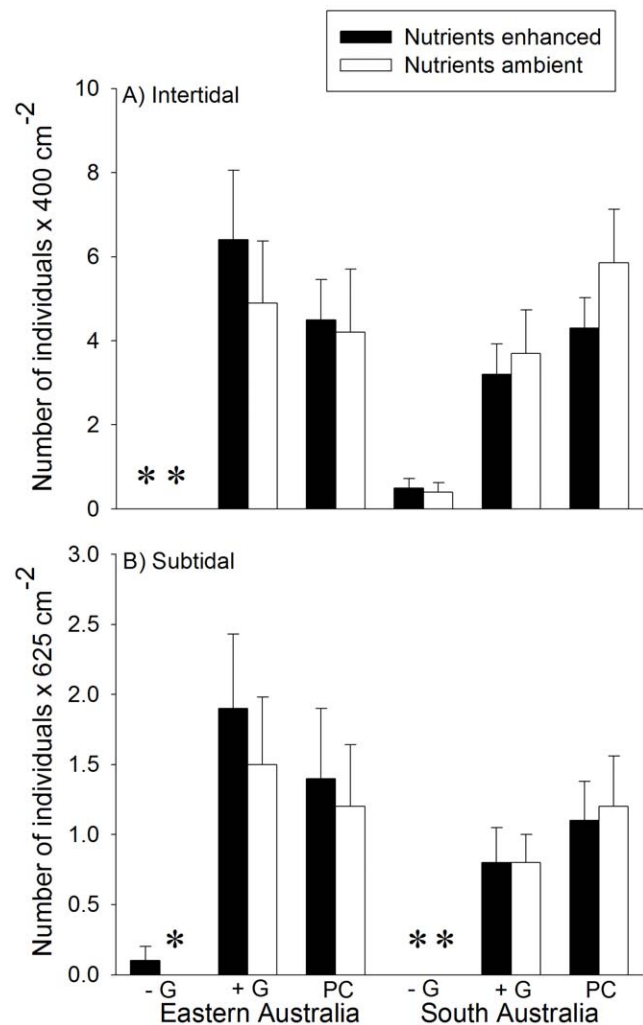 Nutrients enhanced
Nutrients ambient
A) Intertidal
Number of individuals x 400 cm-2
10
8
6
4
2
0
* *
B) Subtidal
Number of individuals x 625 cm-2
3.0
2.5
2.0
1.5
1.0
0.5
0.0
*
* *
- G + G PC - G + G PC
Eastern Australia South Australia